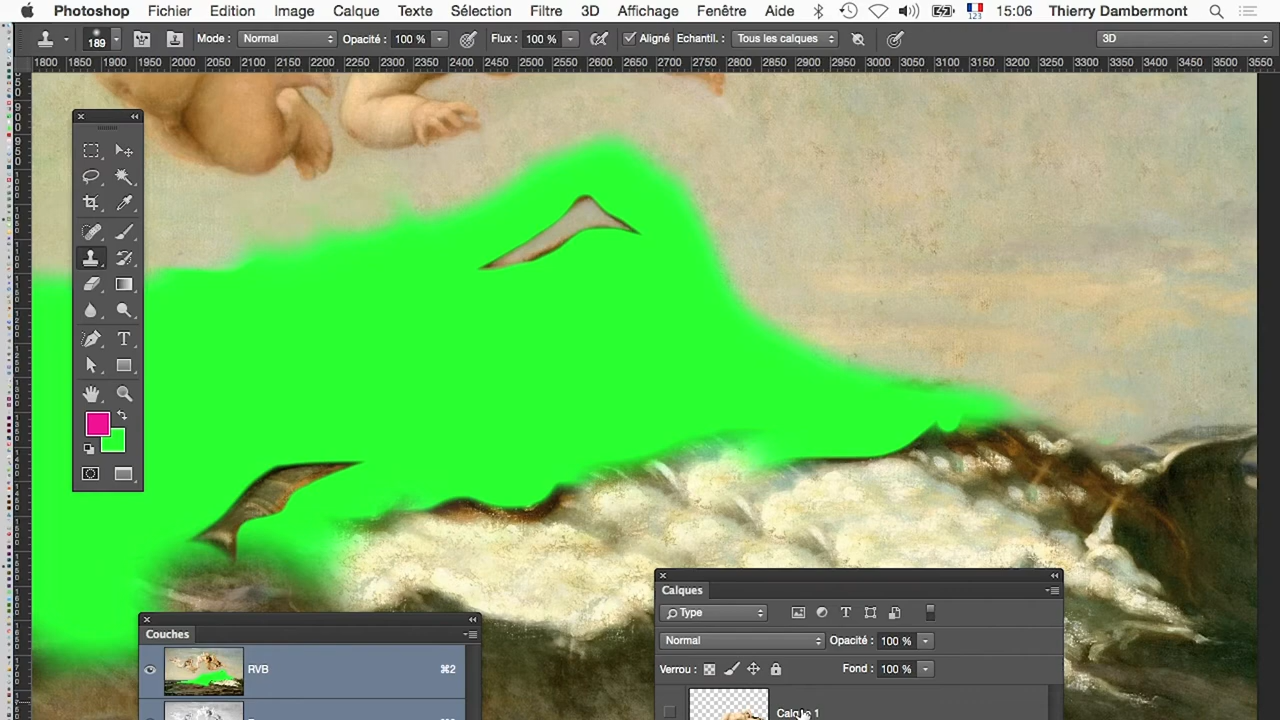 Photoshop Fichier Edition Image Calque Texte Sélection Filtre 3D Affichage Fenêtre Aide 123 15:06 Thierry Dambermont
189 Mode : Normal Opacité : 100 % Flux : 100 % Aligné Echantil. : Tous les calques 3D
1800 1850 1900 1950 2000 2050 2100 2150 2200 2250 2300 2350 2400 2450 2500 2550 2600 2650 2700 2750 2800 2850 2900 2950 3000 3050 3100 3150 3200 3250 3300 3350 3400 3450 3500 3550
Couches
RVB ⌘2
Calques
Type
Normal Opacité : 100 %
Verrou : Fond : 100 %
Calque 1